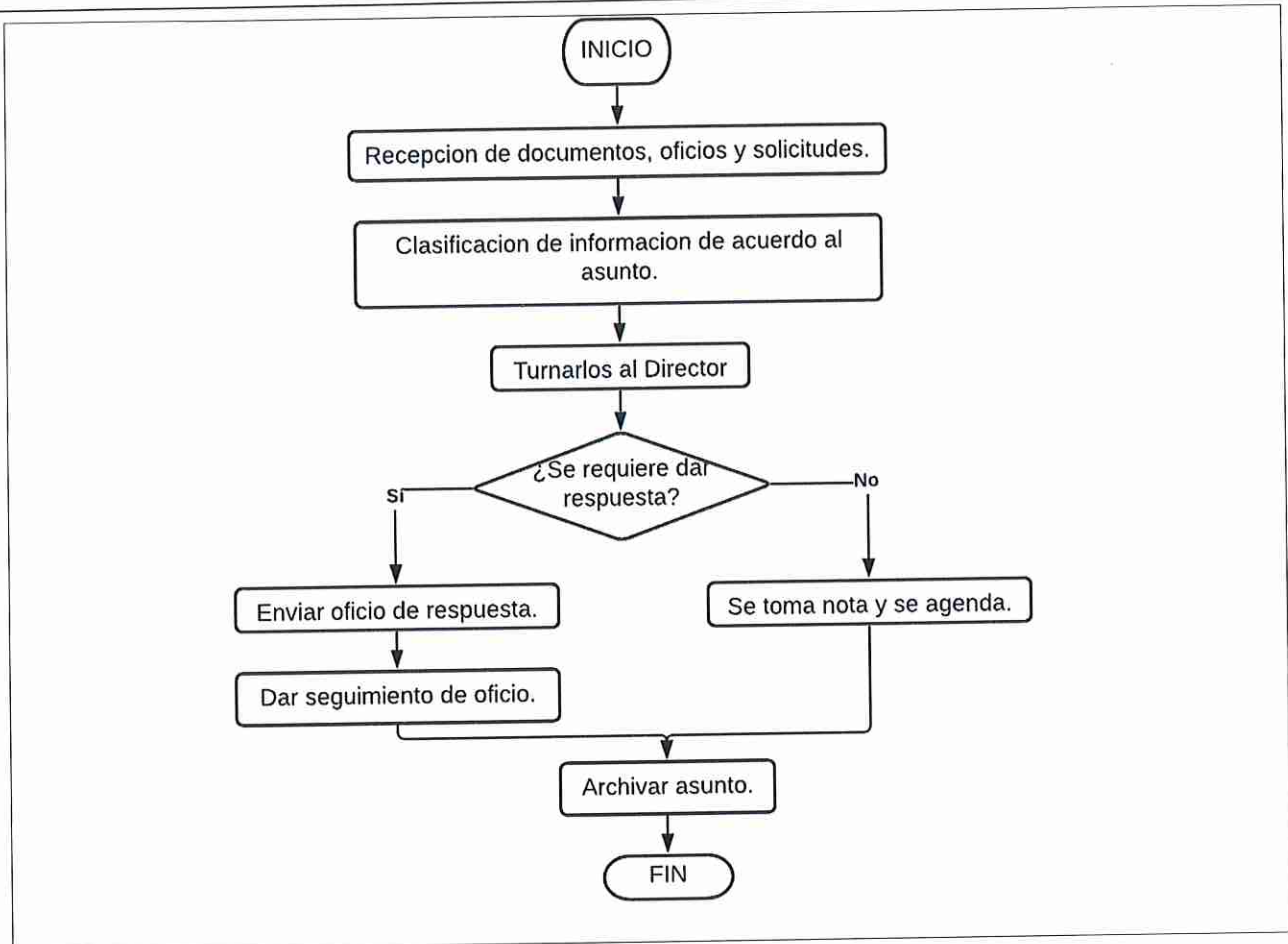 INICIO
Recepcion de documentos, oficios y solicitudes.
Clasificacion de informacion de acuerdo al
asunto.
Turnarlos al Director
¿Se requiere dar
respuesta?
Sí
No
Enviar oficio de respuesta.
Se toma nota y se agenda.
Dar seguimiento de oficio.
Archivar asunto.
FIN